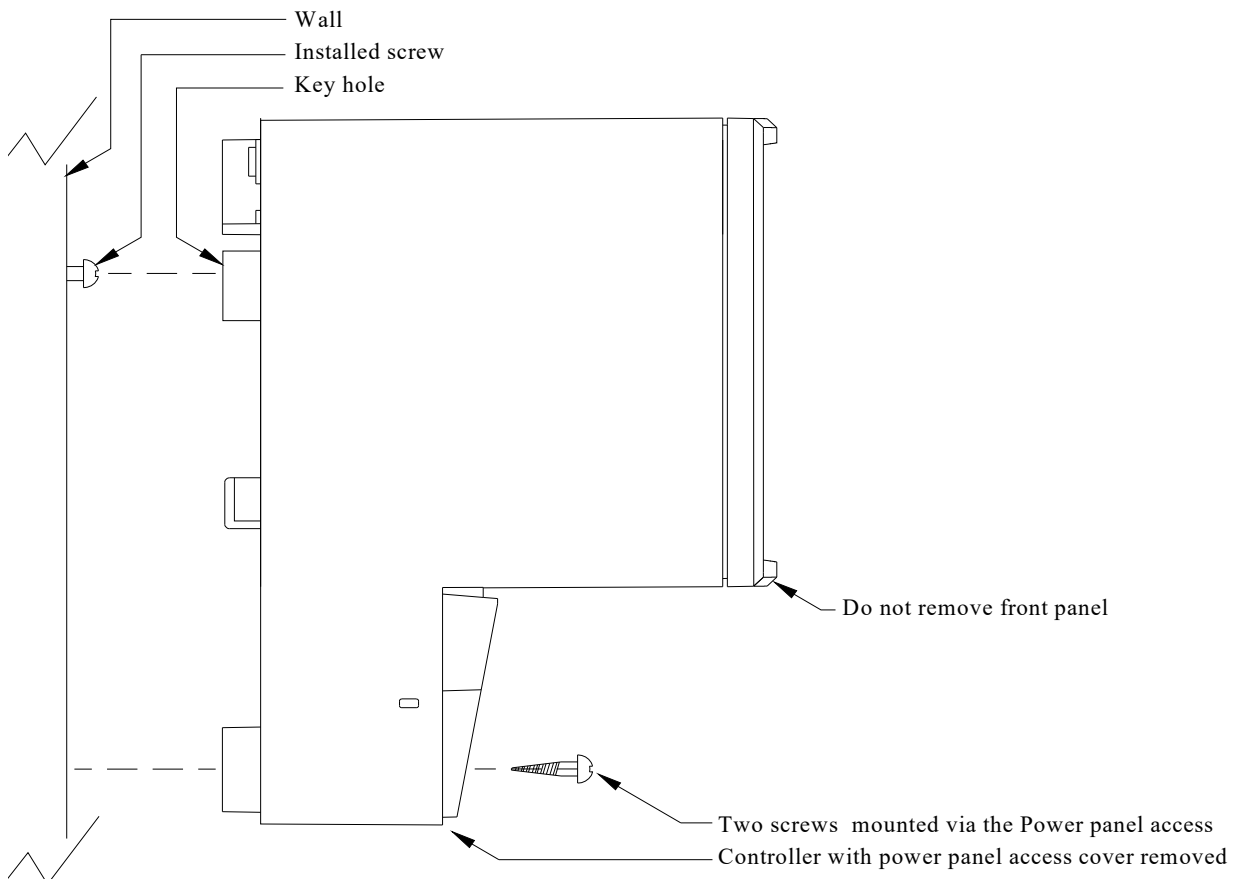 Wall
Installed screw
Key hole
Do not remove front panel
Two screws mounted via the Power panel access
Controller with power panel access cover removed